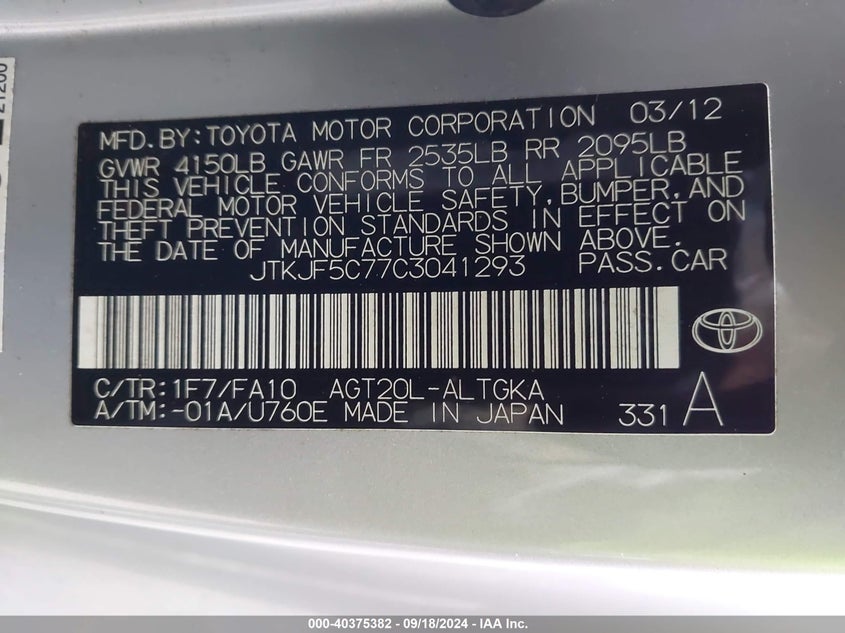 MFD.BY:TOYOTA MOTOR CORPORATION 03/12
GVWR 4150LB GAWR FR 2535LB RR 2095LB
THIS VEHICLE CONFORMS TO ALL APPLICABLE
FEDERAL MOTOR VEHICLE SAFETY,BUMPER,AND
THEFT PREVENTION STANDARDS IN EFFECT ON
THE DATE OF MANUFACTURE SHOWN ABOVE.
JTKJF5C77C3041293 PASS.CAR
C/TR:1F7/FA10 AGT20L-ALTGKA
A/TM:-01A/U760E MADE IN JAPAN 331 A
000-40375382 - 09/18/2024 - IAA Inc.